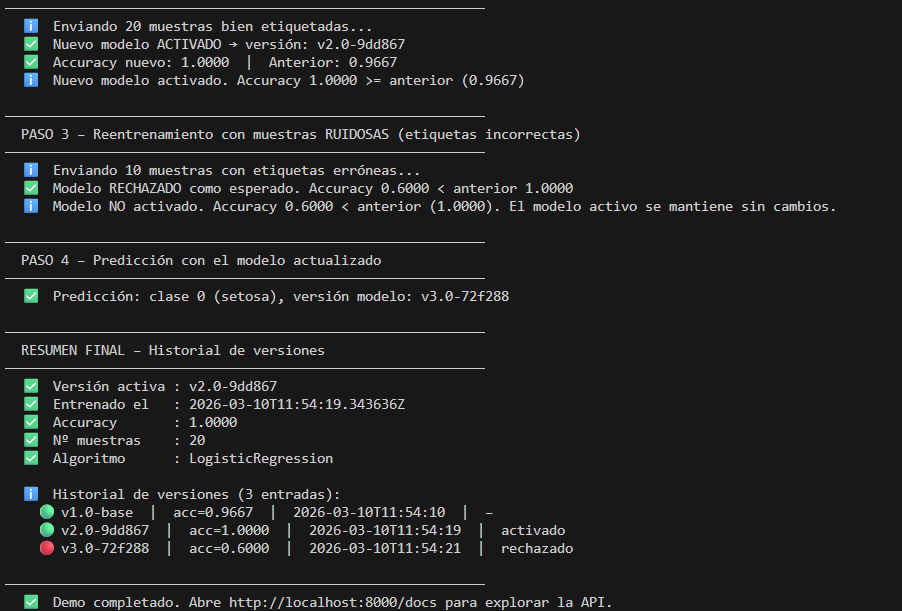 Enviando 20 muestras bien etiquetadas...
Nuevo modelo ACTIVADO → versión: v2.0-9dd867
Accuracy nuevo: 1.0000 | Anterior: 0.9667
Nuevo modelo activado. Accuracy 1.0000 >= anterior (0.9667)
PASO 3 – Reentrenamiento con muestras RUIDOSAS (etiquetas incorrectas)
Enviando 10 muestras con etiquetas erróneas...
Modelo RECHAZADO como esperado. Accuracy 0.6000 < anterior 1.0000
Modelo NO activado. Accuracy 0.6000 < anterior (1.0000). El modelo activo se mantiene sin cambios.
PASO 4 – Predicción con el modelo actualizado
Predicción: clase 0 (setosa), versión modelo: v3.0-72f288
RESUMEN FINAL – Historial de versiones
Versión activa : v2.0-9dd867
Entrenado el : 2026-03-10T11:54:19.343636Z
Accuracy : 1.0000
Nº muestras : 20
Algoritmo : LogisticRegression
Historial de versiones (3 entradas):
v1.0-base | acc=0.9667 | 2026-03-10T11:54:10 | –
v2.0-9dd867 | acc=1.0000 | 2026-03-10T11:54:19 | activado
v3.0-72f288 | acc=0.6000 | 2026-03-10T11:54:21 | rechazado
Demo completado. Abre http://localhost:8000/docs para explorar la API.